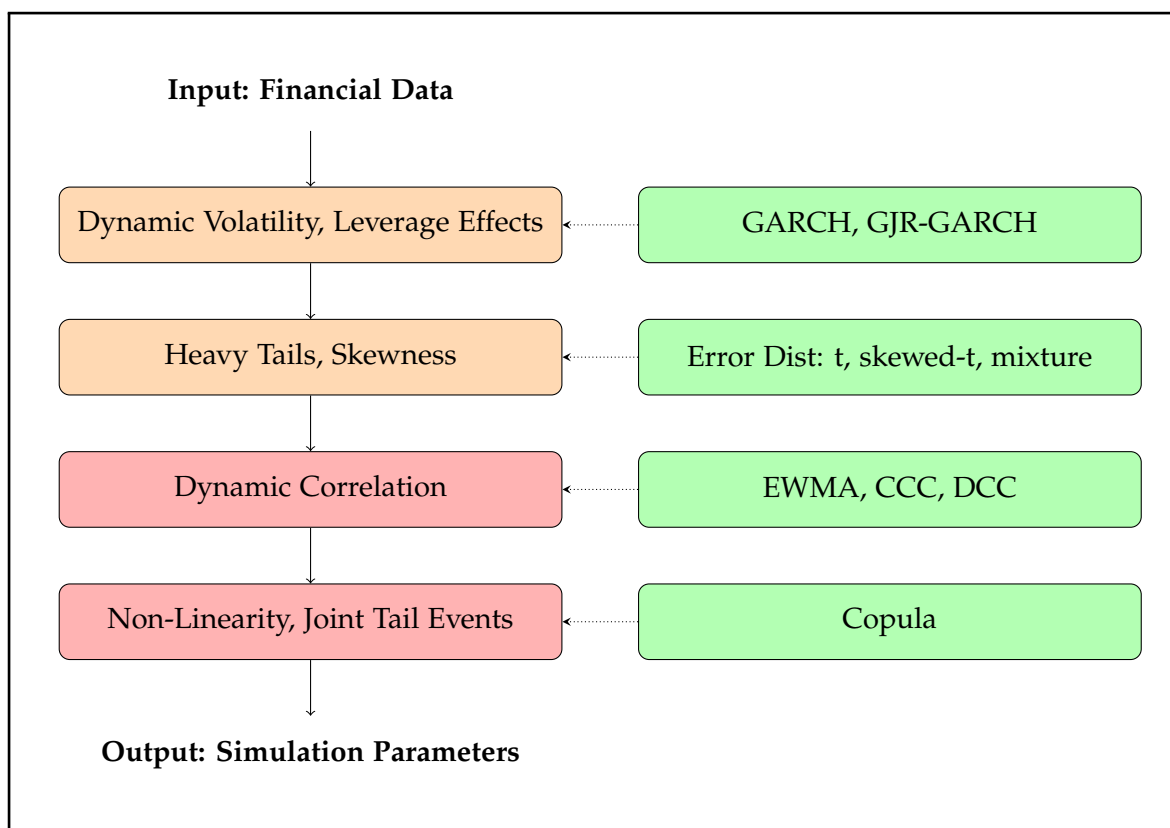 Input: Financial Data
Dynamic Volatility, Leverage Effects
GARCH, GJR-GARCH
Heavy Tails, Skewness
Error Dist: t, skewed-t, mixture
Dynamic Correlation
EWMA, CCC, DCC
Non-Linearity, Joint Tail Events
Copula
Output: Simulation Parameters